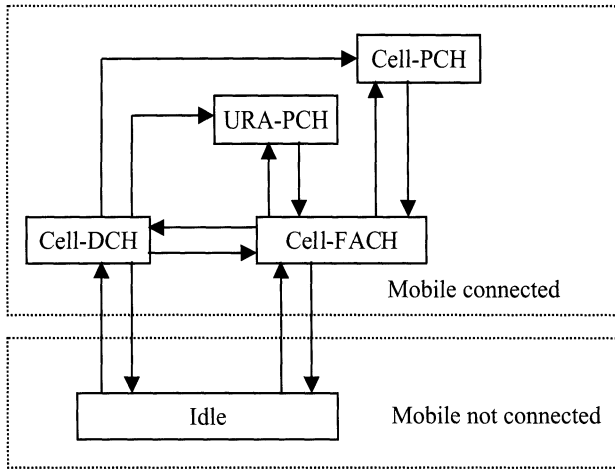 Cell-PCH
URA-PCH
Cell-DCH
Cell-FACH
Mobile connected
Idle
Mobile not connected